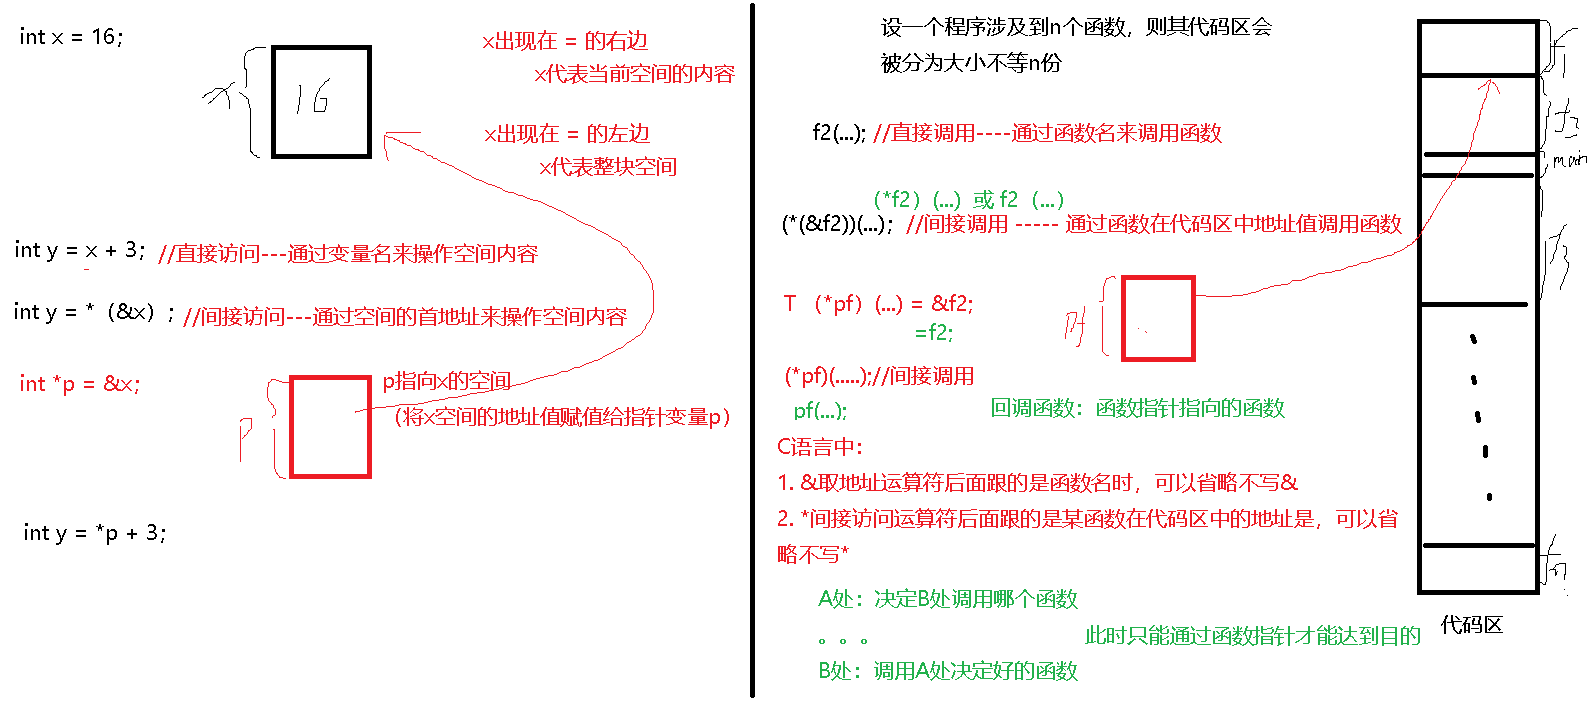 int x = 16;
x
16
x出现在 = 的右边
x代表当前空间的内容
x出现在 = 的左边
x代表整块空间
int y = x + 3; //直接访问---通过变量名来操作空间内容
int y = *（&x）; //间接访问---通过空间的首地址来操作空间内容
int *p = &x;
p
p指向x的空间
（将x空间的地址值赋值给指针变量p）
int y = *p + 3;
设一个程序涉及到n个函数，则其代码区会
被分为大小不等n份
f2(...); //直接调用----通过函数名来调用函数
（*f2）(...）或 f2（...）
(*(&f2))(...); //间接调用 ----- 通过函数在代码区中地址值调用函数
T （*pf）(...) = &f2;
=f2;
pf
(*pf)(.....);//间接调用
pf(...);
回调函数：函数指针指向的函数
C语言中：
1. &取地址运算符后面跟的是函数名时，可以省略不写&
2. *间接访问运算符后面跟的是某函数在代码区中的地址是，可以省
略不写*
A处：决定B处调用哪个函数
。。。
此时只能通过函数指针才能达到目的
B处：调用A处决定好的函数
f1
f2
main
f3
fn
代码区